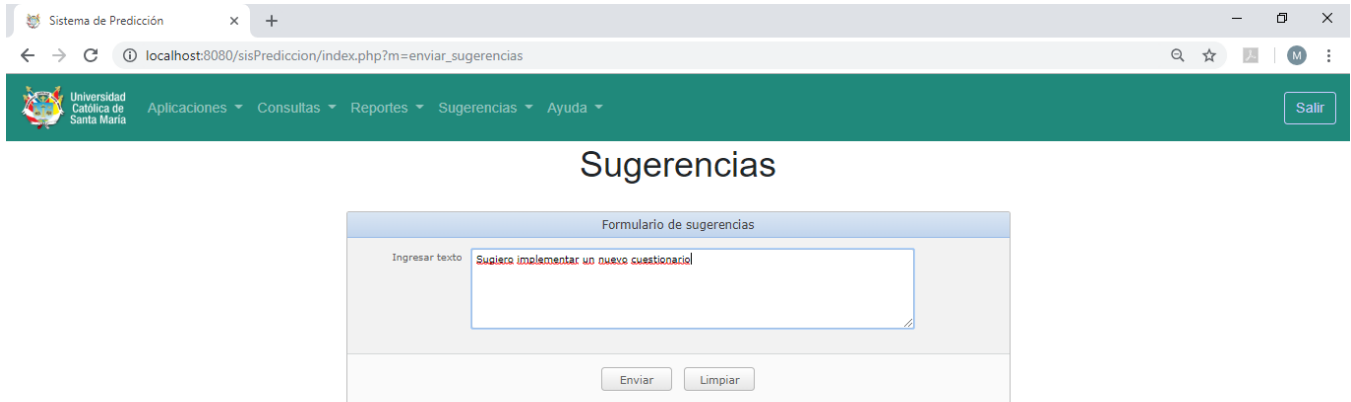 Sistema de Predicción
localhost:8080/sisPrediccion/index.php?m=enviar_sugerencias
M
Universidad
Católica de
Santa María
Aplicaciones Consultas Reportes Sugerencias Ayuda
Salir
Sugerencias
Formulario de sugerencias
Ingresar texto
Sugiero implementar un nuevo cuestionario
Enviar Limpiar